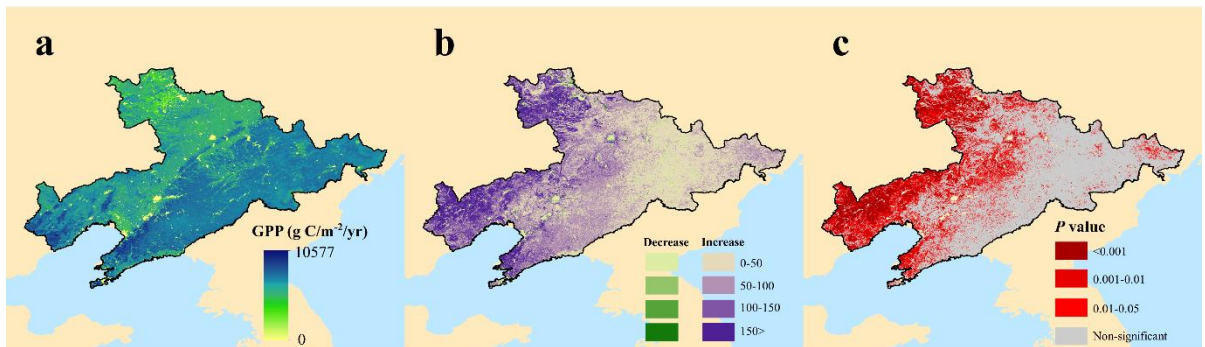 a
b
c
GPP (g C/m⁻²/yr)
10577
0
Decrease Increase
0-50
50-100
100-150
150>
P value
<0.001
0.001-0.01
0.01-0.05
Non-significant